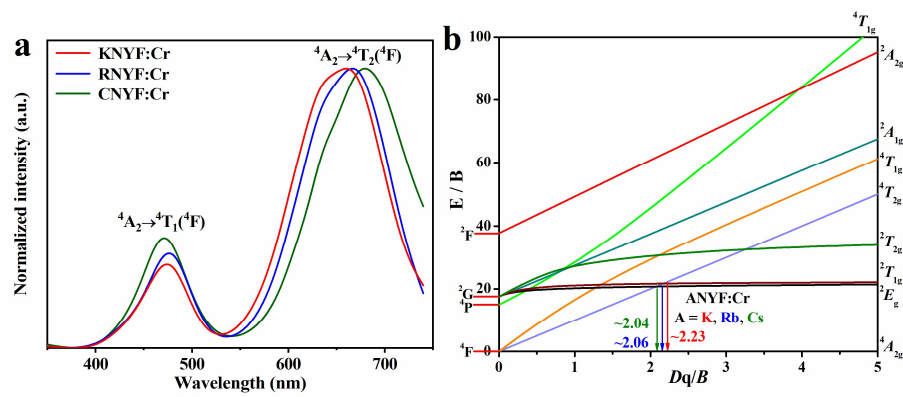 a
⁴A₂→⁴T₂(⁴F)
KNYF:Cr
RNYF:Cr
CNYF:Cr
⁴A₂→⁴T₁(⁴F)
Normalized intensity (a.u.)
400
500
600
700
Wavelength (nm)
b
⁴T₁g
100
80
60
40
20
0
E / B
²F
²G
⁴P
⁴F
²A₂g
²A₁g
⁴T₁g
⁴T₂g
²T₂g
²T₁g
²Eg
⁴A₂g
ANYF:Cr
A = K, Rb, Cs
~2.04
~2.06
~2.23
0
1
2
3
4
5
Dq/B